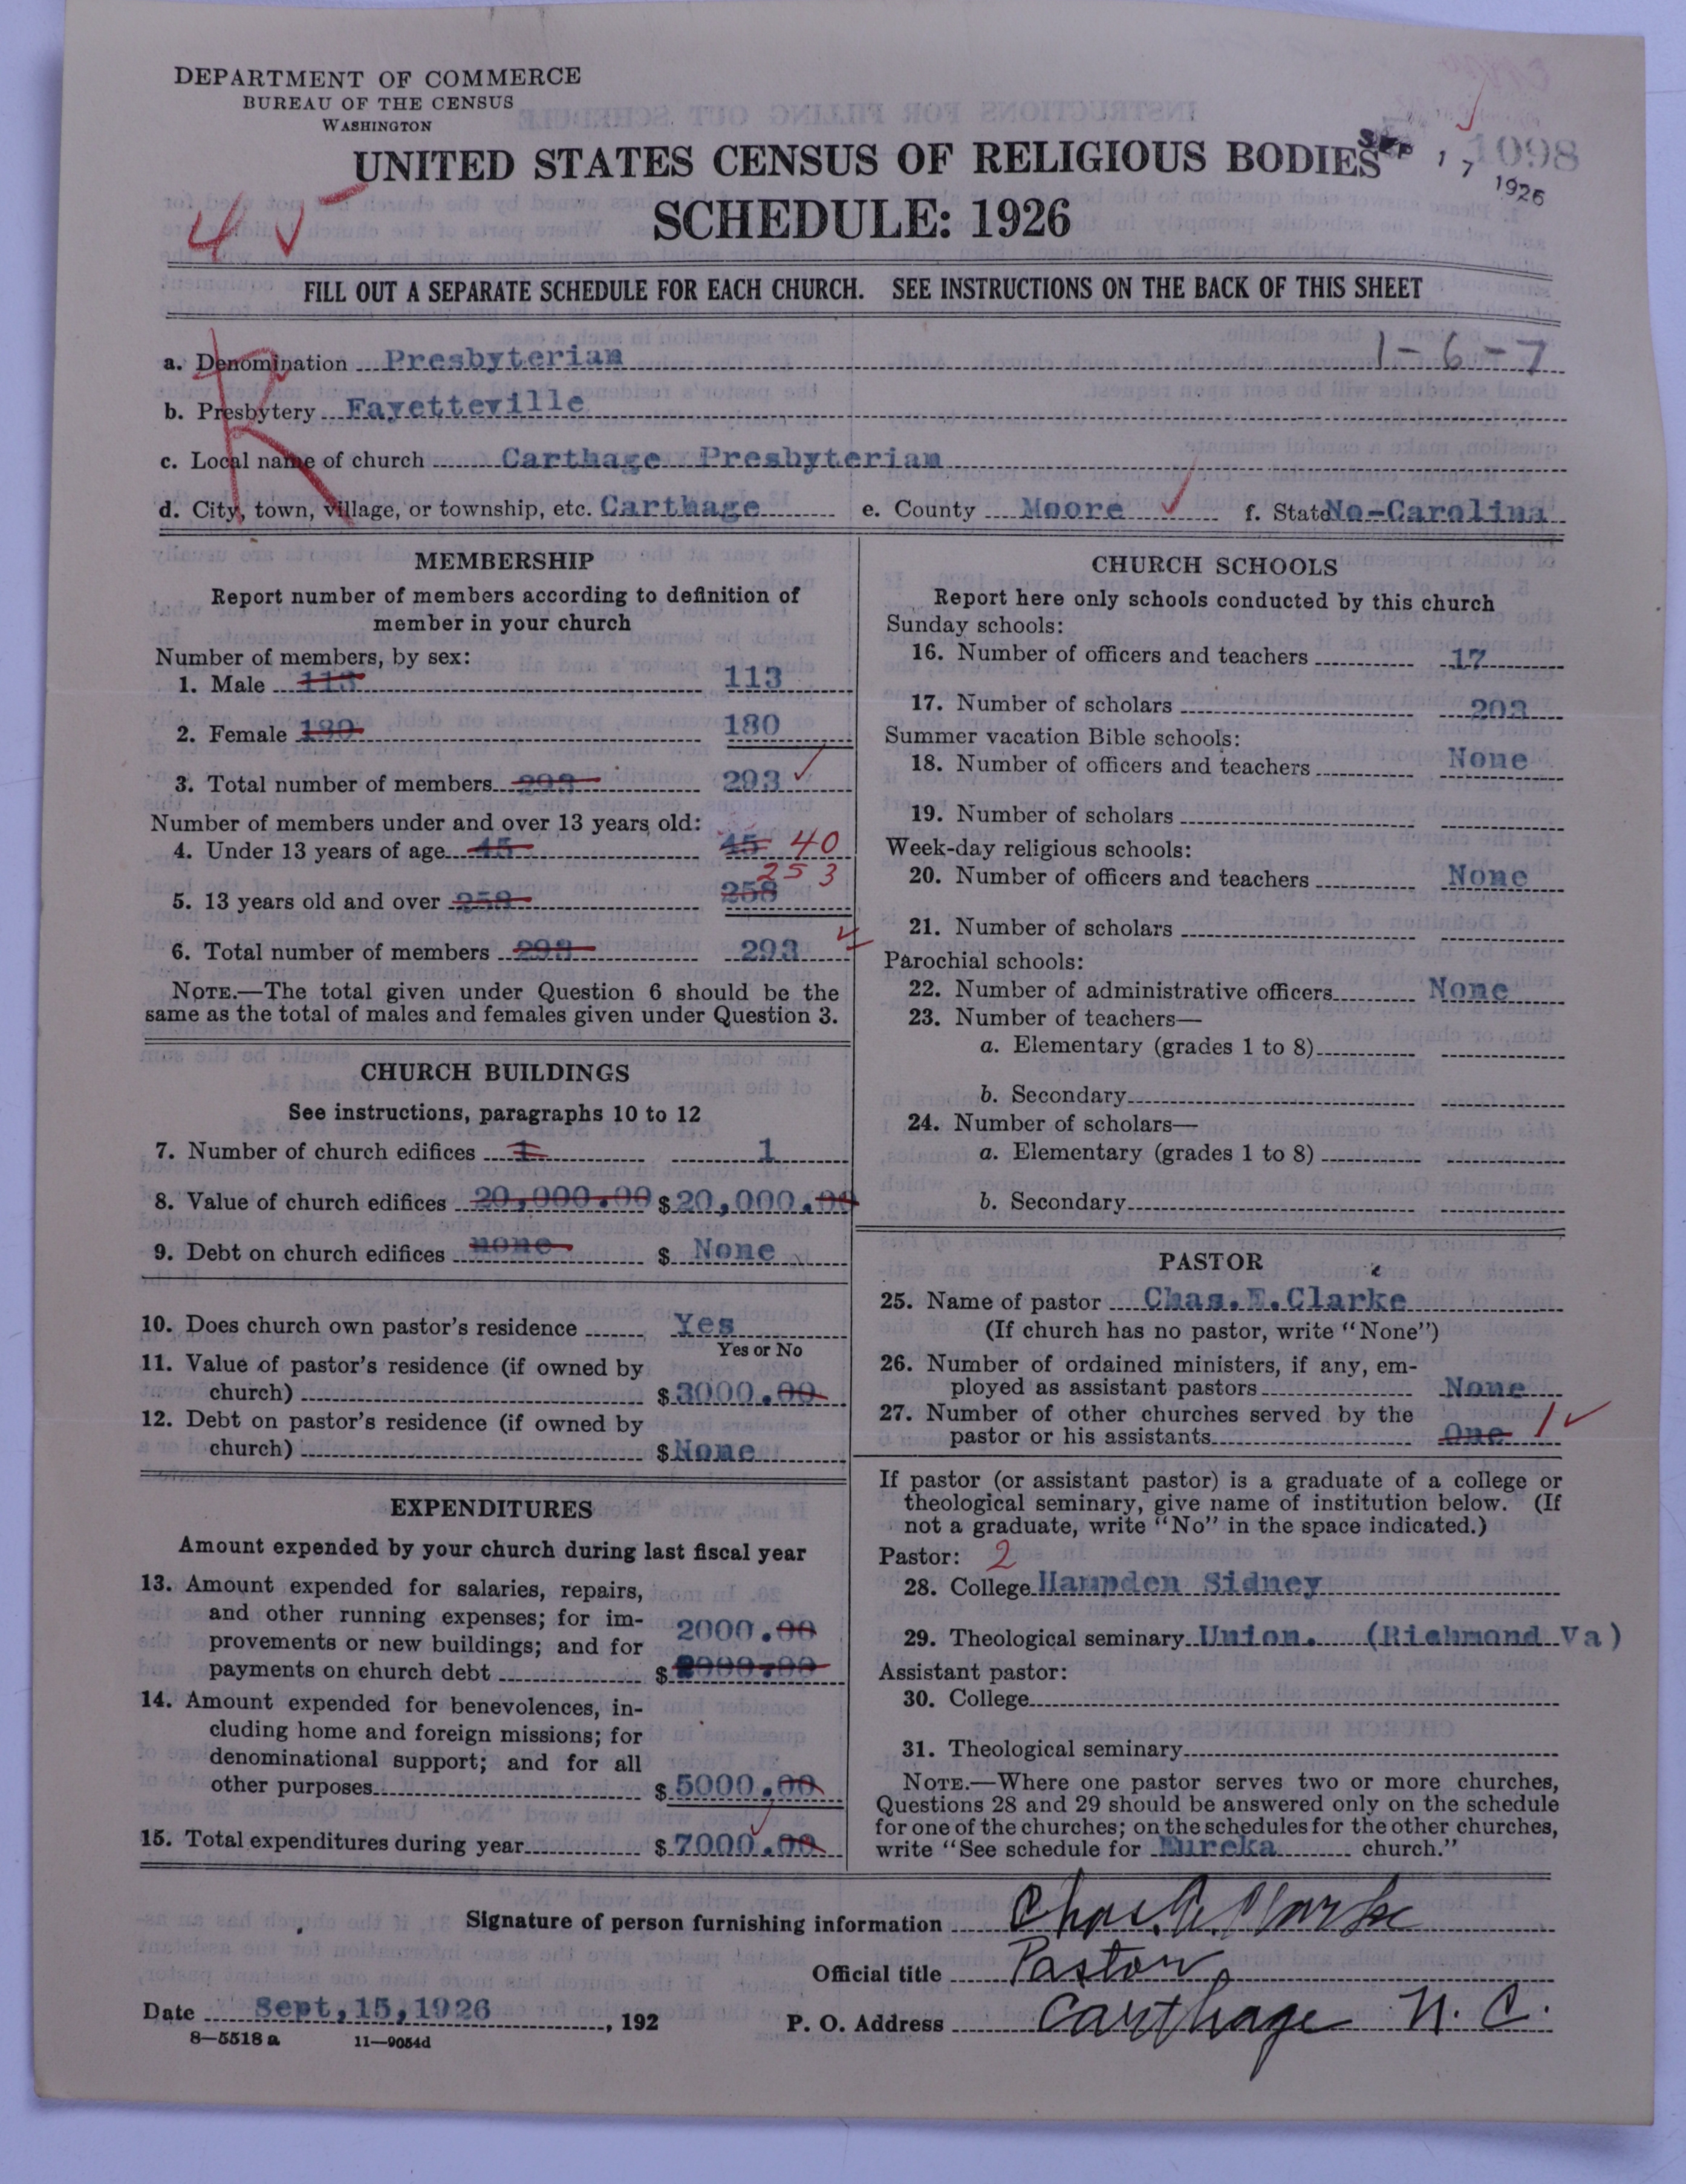 DEPARTMENT OF COMMERCE
BUREAU OF THE CENSUS
WASHINGTON
UNITED STATES CENSUS OF RELIGIOUS BODIES
SEP 17 1926
1098
SCHEDULE: 1926
45
FILL OUT A SEPARATE SCHEDULE FOR EACH CHURCH. SEE INSTRUCTIONS ON THE BACK OF THIS SHEET
R
1-6-7
a. Denomination Presbyterian
b. Presbytery Fayetteville
c. Local name of church Carthage Presbyterian
d. City, town, village, or township, etc. Carthage e. County Moore f. State No-Carolina
MEMBERSHIP
Report number of members according to definition of
member in your church
Number of members, by sex:
1. Male 113 113
2. Female 180 180
3. Total number of members 293 293
Number of members under and over 13 years old:
4. Under 13 years of age 45 45 40
253
5. 13 years old and over 258 258
6. Total number of members 293 293
NOTE.—The total given under Question 6 should be the
same as the total of males and females given under Question 3.
CHURCH BUILDINGS
See instructions, paragraphs 10 to 12
7. Number of church edifices 1 1
8. Value of church edifices 20,000.00 $20,000.00
9. Debt on church edifices none $ None
10. Does church own pastor's residence Yes
Yes or No
11. Value of pastor's residence (if owned by
church) $3000.00
12. Debt on pastor's residence (if owned by
church) $None
EXPENDITURES
Amount expended by your church during last fiscal year
13. Amount expended for salaries, repairs,
and other running expenses; for im-
provements or new buildings; and for 2000.00
payments on church debt $ 2000.00
14. Amount expended for benevolences, in-
cluding home and foreign missions; for
denominational support; and for all
other purposes $ 5000.00
15. Total expenditures during year $ 7000.00
CHURCH SCHOOLS
Report here only schools conducted by this church
Sunday schools:
16. Number of officers and teachers 17
17. Number of scholars 203
Summer vacation Bible schools:
18. Number of officers and teachers None
19. Number of scholars
Week-day religious schools:
20. Number of officers and teachers None
21. Number of scholars
Parochial schools:
22. Number of administrative officers None
23. Number of teachers—
a. Elementary (grades 1 to 8)
b. Secondary
24. Number of scholars—
a. Elementary (grades 1 to 8)
b. Secondary
PASTOR
25. Name of pastor Chas. Clarke
(If church has no pastor, write "None")
26. Number of ordained ministers, if any, em-
ployed as assistant pastors None
27. Number of other churches served by the
pastor or his assistants One 1
If pastor (or assistant pastor) is a graduate of a college or
theological seminary, give name of institution below. (If
not a graduate, write "No" in the space indicated.)
Pastor: 2
28. College Hampden Sidney
29. Theological seminary Union. (Richmond Va)
Assistant pastor:
30. College
31. Theological seminary
NOTE.—Where one pastor serves two or more churches,
Questions 28 and 29 should be answered only on the schedule
for one of the churches; on the schedules for the other churches,
write "See schedule for Eureka church."
Signature of person furnishing information Chas. Clarke
Official title Pastor
Date Sept,15,1926 , 192 P. O. Address Carthage N. C.
8—5518 a 11—9054d